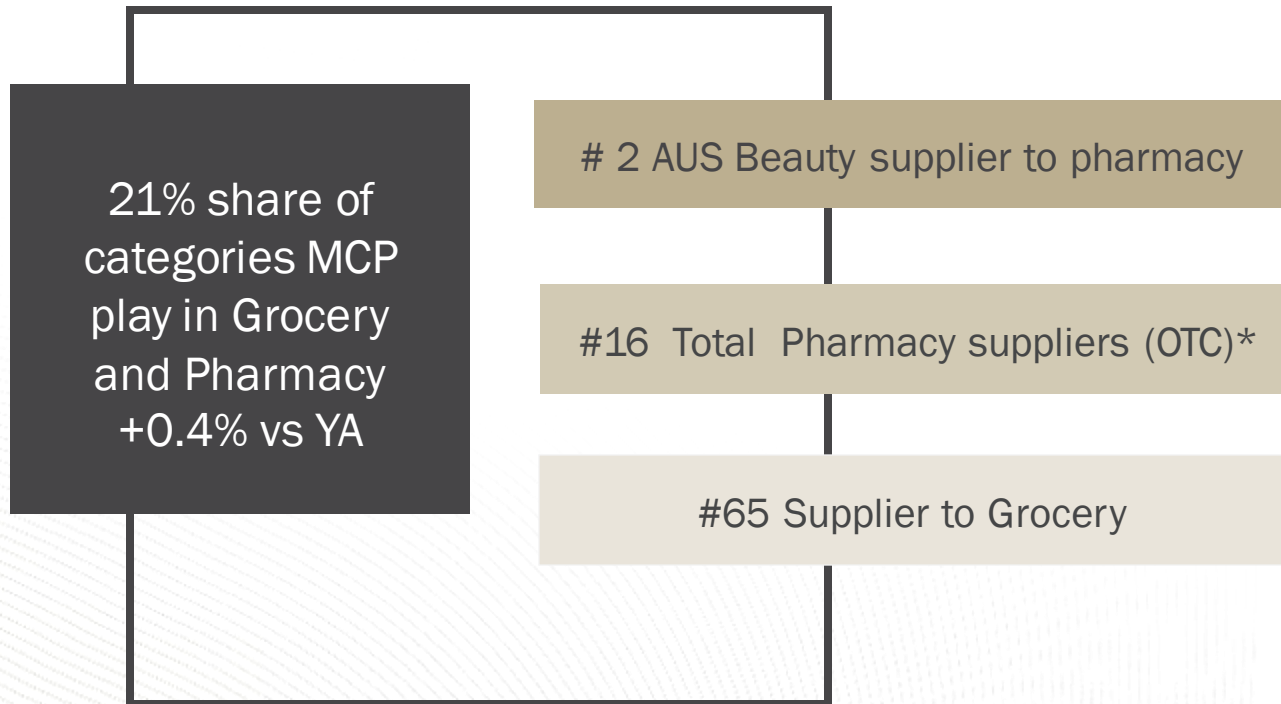 21% share of
categories MCP
play in Grocery
and Pharmacy
+0.4% vs YA
# 2 AUS Beauty supplier to pharmacy
#16 Total Pharmacy suppliers (OTC)*
#65 Supplier to Grocery